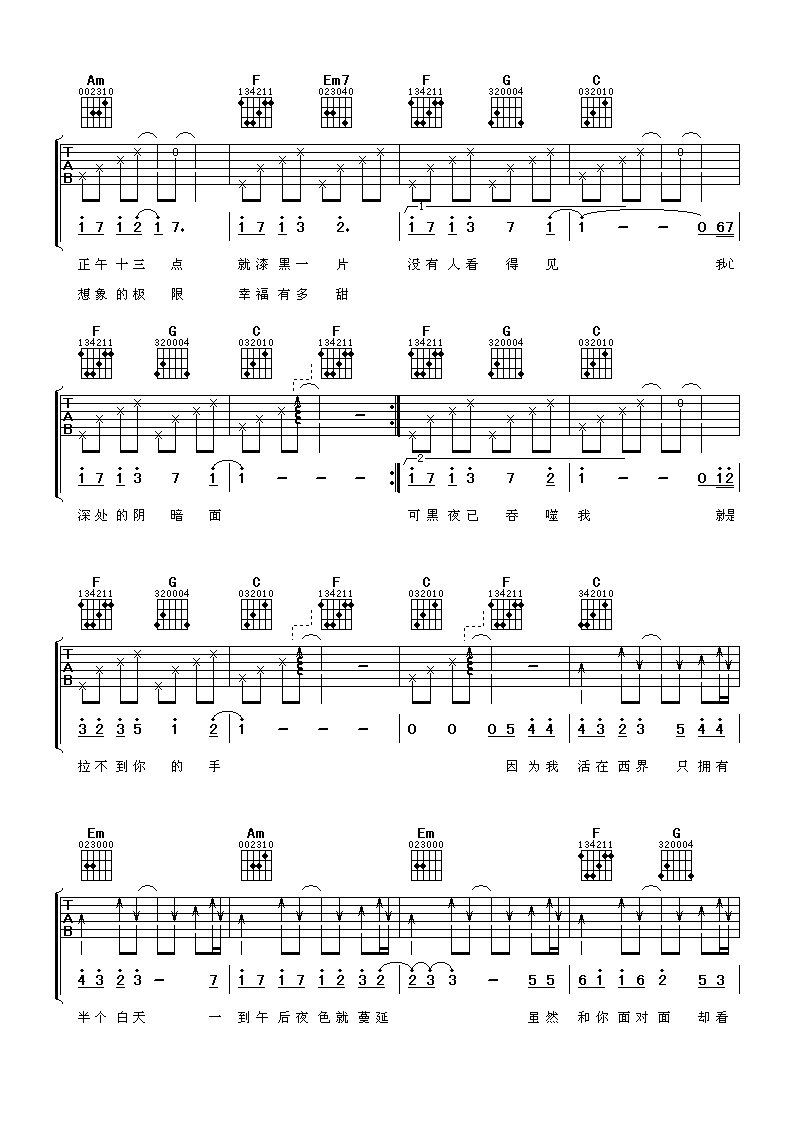 Am F Em7 F G C
002310 134211 023040 134211 320004 032010
T A B
1
1 7 1 2 1 7. 1 7 1 3 2. 1 7 1 3 7 1 1 - - 0 6 7
正午十三 点 就漆黑一 片 没有人看 得 见 我心
想象的极 限 幸福有多 甜
F G C F F G C
134211 320004 032010 134211 134211 320004 032010
T A B
2
1 7 1 3 7 1 1 - - - 1 7 1 3 7 2 1 - - 0 1 2
深处的阴 暗 面 可黑夜已 吞 噬 我 就是
F G C F C F C
134211 320004 032010 134211 032010 134211 342010
T A B
3 2 3 5 1 2 1 - - - 0 0 0 5 4 4 4 3 2 3 5 4 4
拉不到你 的 手 因为我 活在西界 只拥有
Em Am Em F G
023000 002310 023000 134211 320004
T A B
4 3 2 3 - 7 1 7 1 7 1 2 3 2 2 3 3 - 5 5 6 1 1 6 2 5 3
半个白天 一 到午后夜色就蔓延 虽然 和你面对面 却看